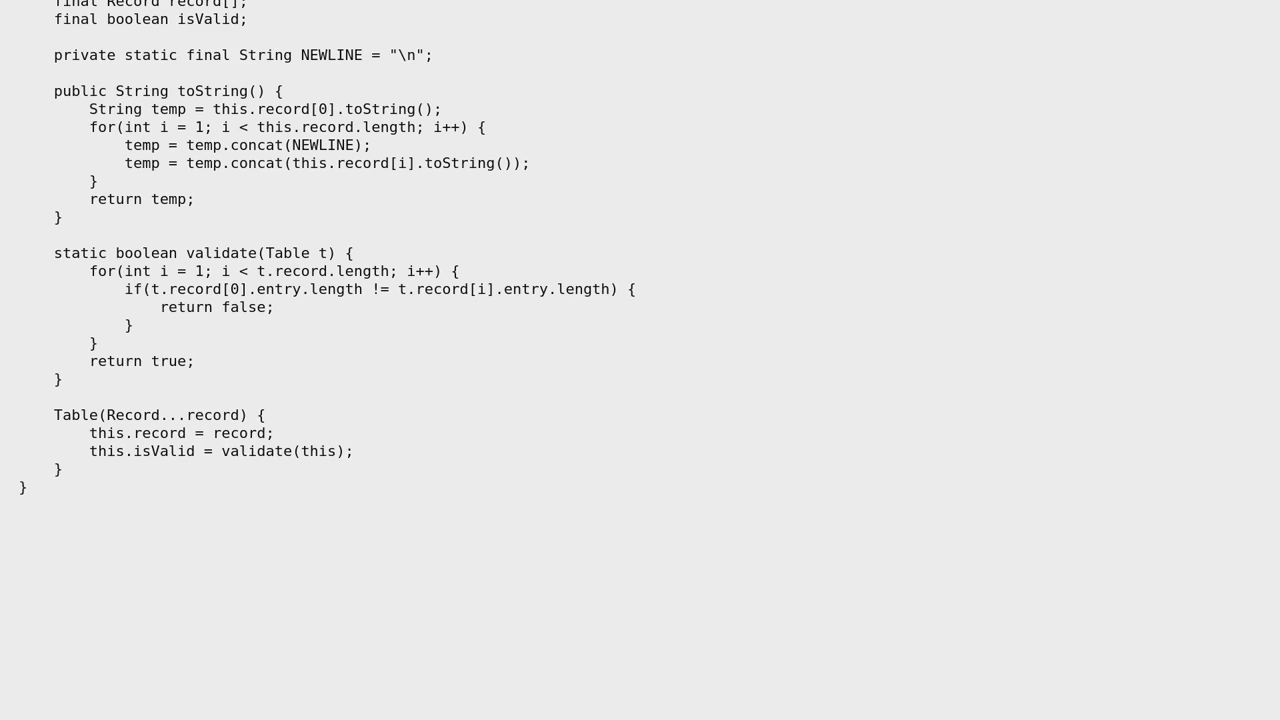 final Record record[];
    final boolean isValid;

    private static final String NEWLINE = "\n";

    public String toString() {
        String temp = this.record[0].toString();
        for(int i = 1; i < this.record.length; i++) {
            temp = temp.concat(NEWLINE);
            temp = temp.concat(this.record[i].toString());
        }
        return temp;
    }

    static boolean validate(Table t) {
        for(int i = 1; i < t.record.length; i++) {
            if(t.record[0].entry.length != t.record[i].entry.length) {
                return false;
            }
        }
        return true;
    }

    Table(Record...record) {
        this.record = record;
        this.isValid = validate(this);
    }
}